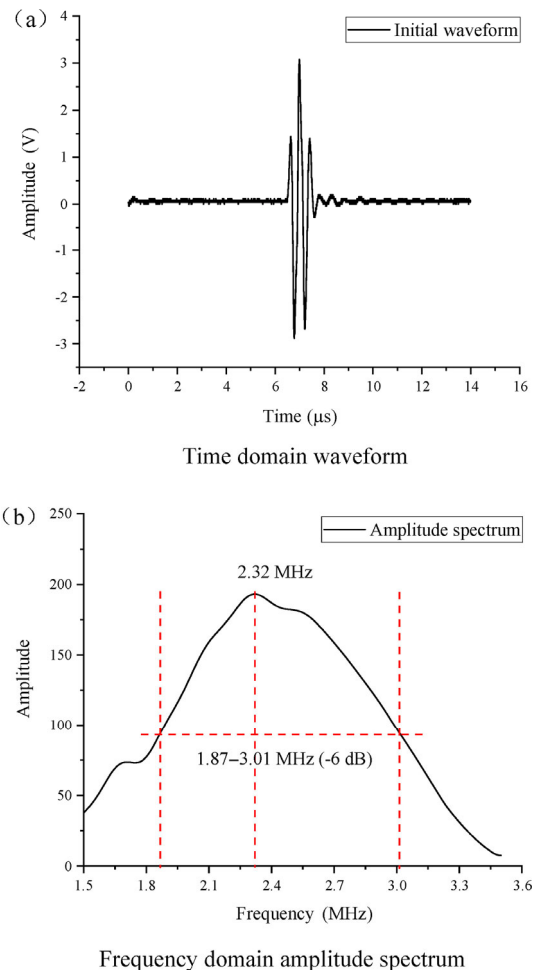 （a）
Initial waveform
4
3
2
1
0
-1
-2
-3
Amplitude (V)
-2 0 2 4 6 8 10 12 14 16
Time (μs)
Time domain waveform
（b）
Amplitude spectrum
250
200
150
100
50
0
Amplitude
2.32 MHz
1.87–3.01 MHz (-6 dB)
1.5 1.8 2.1 2.4 2.7 3.0 3.3 3.6
Frequency (MHz)
Frequency domain amplitude spectrum